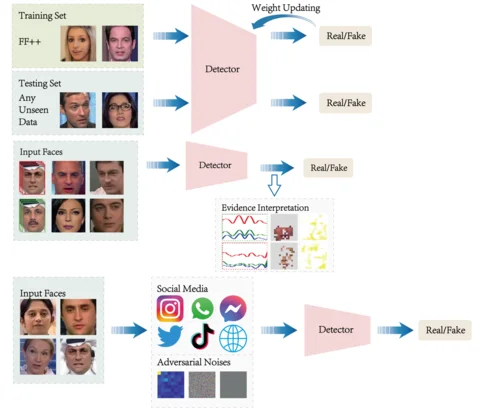 Weight Updating
Training Set
FF++
Real/Fake
Detector
Testing Set
Any
Unseen
Data
Real/Fake
Input Faces
Detector
Real/Fake
Evidence Interpretation
Input Faces
Social Media
Detector
Real/Fake
Adversarial Noises